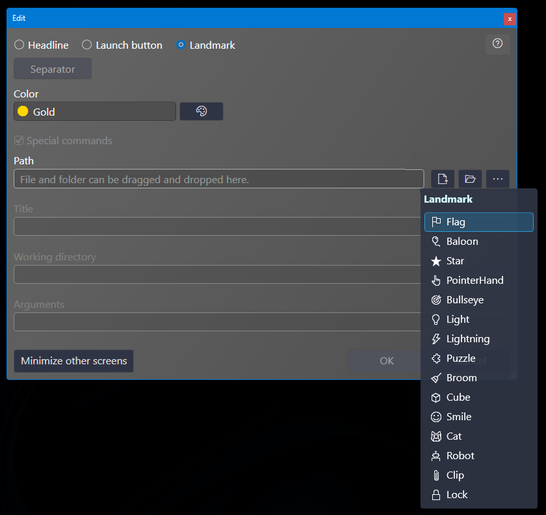 Edit
x
Headline Launch button Landmark
Separator
Color
Gold
Special commands
Path
File and folder can be dragged and dropped here.
Title
Working directory
Arguments
Minimize other screens OK
Landmark
Flag
Baloon
Star
PointerHand
Bullseye
Light
Lightning
Puzzle
Broom
Cube
Smile
Cat
Robot
Clip
Lock